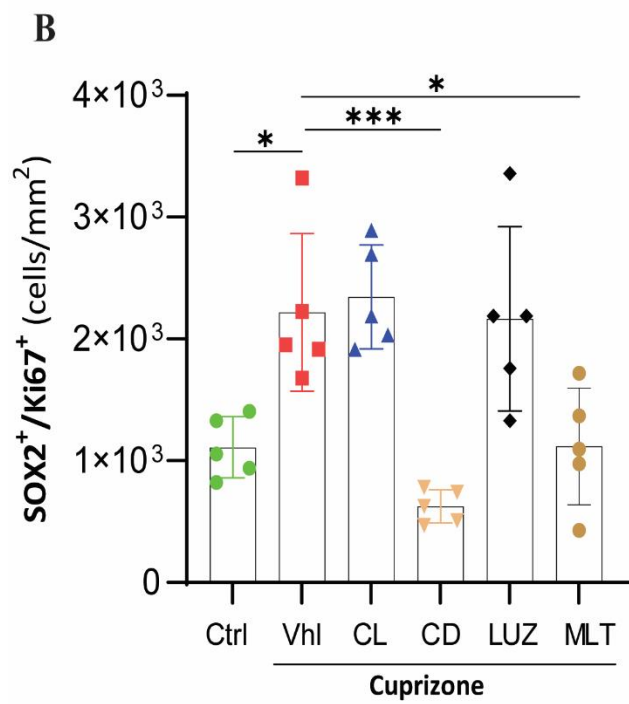 B
SOX2⁺/Ki67⁺ (cells/mm²)
4×10³
3×10³
2×10³
1×10³
0
*
***
*
Ctrl Vhl CL CD LUZ MLT
Cuprizone